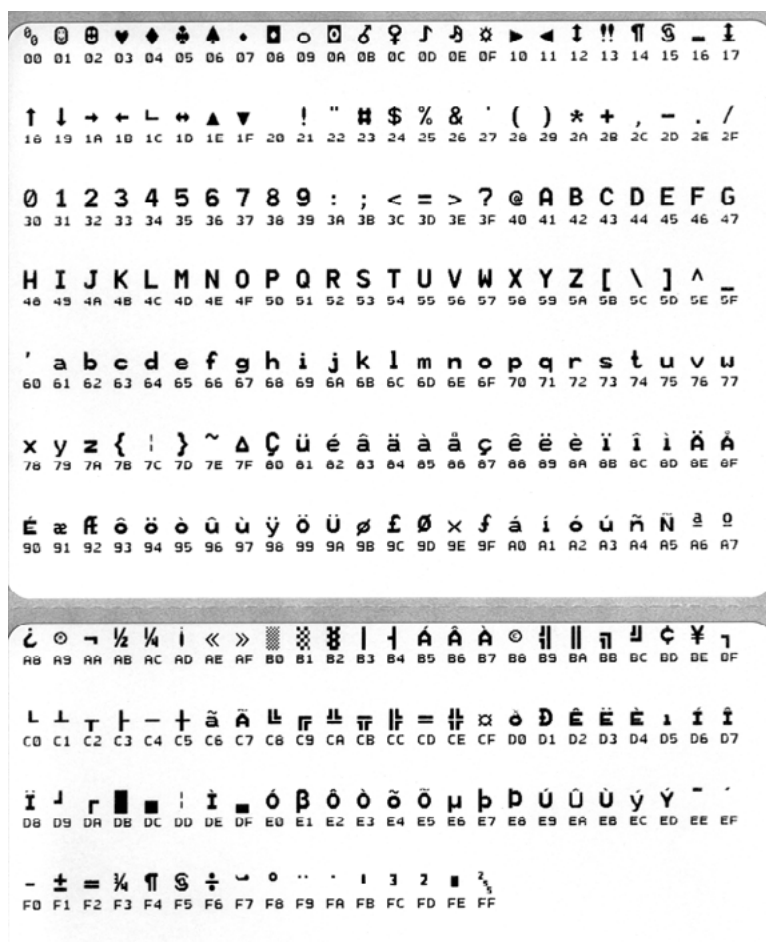 ⁰₀ ☺ ☻ ♥ ♦ ♣ ♠ • ◘ ○ ◙ ♂ ♀ ♪ ♫ ☼ ► ◄ ↕ ‼ ¶ § ▬ ↨
00 01 02 03 04 05 06 07 08 09 0A 0B 0C 0D 0E 0F 10 11 12 13 14 15 16 17
↑ ↓ → ← ∟ ↔ ▲ ▼ ! " # $ % & ' ( ) * + , - . /
18 19 1A 1B 1C 1D 1E 1F 20 21 22 23 24 25 26 27 28 29 2A 2B 2C 2D 2E 2F
0 1 2 3 4 5 6 7 8 9 : ; < = > ? @ A B C D E F G
30 31 32 33 34 35 36 37 38 39 3A 3B 3C 3D 3E 3F 40 41 42 43 44 45 46 47
H I J K L M N O P Q R S T U V W X Y Z [ \ ] ^ _
48 49 4A 4B 4C 4D 4E 4F 50 51 52 53 54 55 56 57 58 59 5A 5B 5C 5D 5E 5F
' a b c d e f g h i j k l m n o p q r s t u v w
60 61 62 63 64 65 66 67 68 69 6A 6B 6C 6D 6E 6F 70 71 72 73 74 75 76 77
x y z { ¦ } ~ ∆ Ç ü é â ä à å ç ê ë è ï î ì Ä Å
78 79 7A 7B 7C 7D 7E 7F 80 81 82 83 84 85 86 87 88 89 8A 8B 8C 8D 8E 8F
É æ Æ ô ö ò û ù ÿ Ö Ü ø £ Ø × ƒ á í ó ú ñ Ñ ª º
90 91 92 93 94 95 96 97 98 99 9A 9B 9C 9D 9E 9F A0 A1 A2 A3 A4 A5 A6 A7
¿ ⊙ ¬ ½ ¼ ¡ « » ░ ▒ ▓ │ ┤ Á Â À © ╣ ║ ╗ ╝ ¢ ¥ ┐
A8 A9 AA AB AC AD AE AF B0 B1 B2 B3 B4 B5 B6 B7 B8 B9 BA BB BC BD BE BF
└ ┴ ┬ ├ ─ ┼ ã Ã ╚ ╔ ╩ ╦ ╠ = ╬ ¤ ð Ð Ê Ë È ı Í Î
C0 C1 C2 C3 C4 C5 C6 C7 C8 C9 CA CB CC CD CE CF D0 D1 D2 D3 D4 D5 D6 D7
Ï ┘ ┌ █ ▄ ¦ Ì ▄ Ó β Ô Ò õ Õ µ þ Þ Ú Û Ù ý Ý ¯ ´
D8 D9 DA DB DC DD DE DF E0 E1 E2 E3 E4 E5 E6 E7 E8 E9 EA EB EC ED EE EF
- ± = ¾ ¶ § ÷ ¸ ° ¨ · ¹ ³ ² ■
F0 F1 F2 F3 F4 F5 F6 F7 F8 F9 FA FB FC FD FE FF